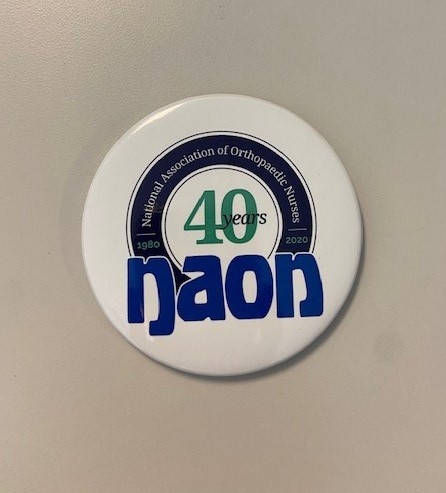 National Association of Orthopaedic Nurses
40
years
1980
2020
naon